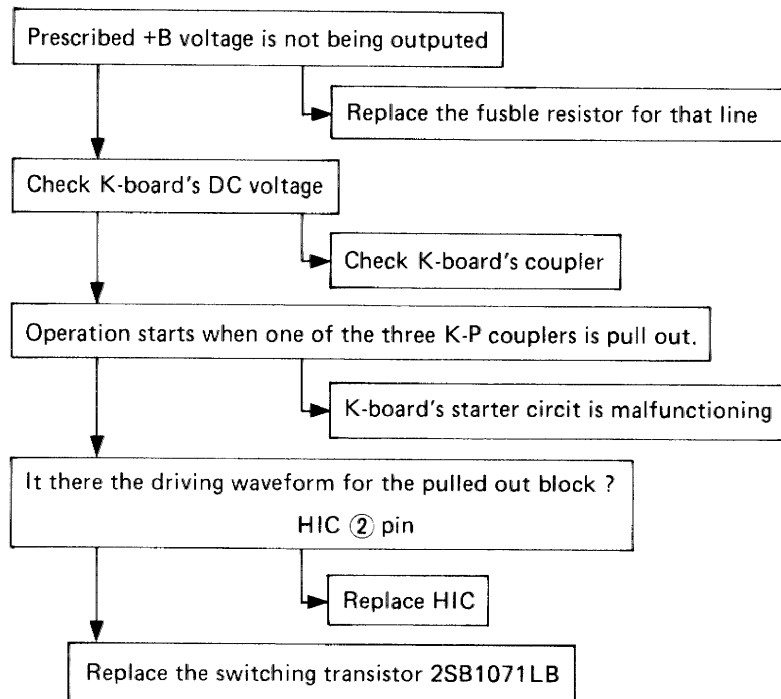 Prescribed +B voltage is not being outputed
Replace the fusble resistor for that line
Check K-board's DC voltage
Check K-board's coupler
Operation starts when one of the three K-P couplers is pull out.
K-board's starter circit is malfunctioning
It there the driving waveform for the pulled out block ?
HIC ② pin
Replace HIC
Replace the switching transistor 2SB1071LB